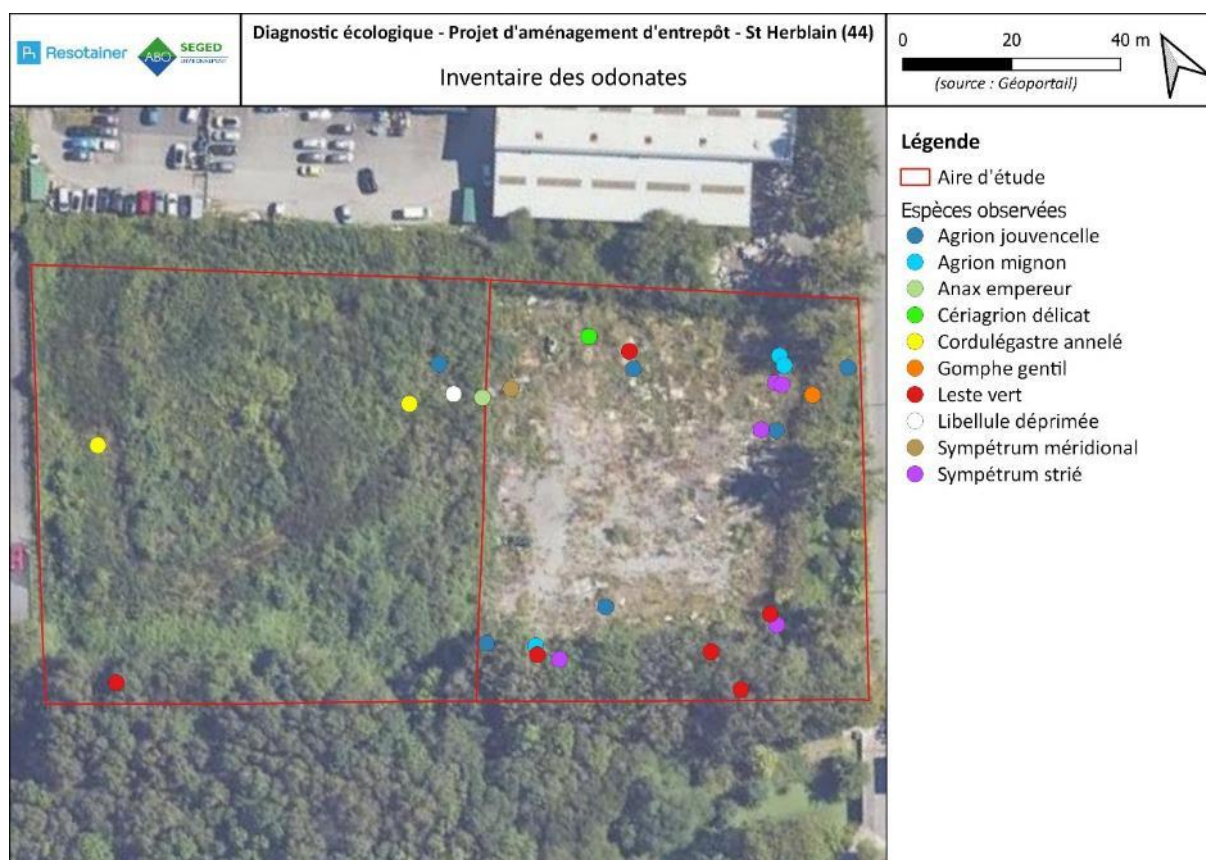 Resotainer
ABO
SEGED
Diagnostic écologique - Projet d'aménagement d'entrepôt - St Herblain (44)
Inventaire des odonates
0 20 40 m
(source : Géoportail)
Légende
Aire d'étude
Espèces observées
Agrion jouvencelle
Agrion mignon
Anax empereur
Cériagrion délicat
Cordulégastre annelé
Gomphe gentil
Leste vert
Libellule déprimée
Sympétrum méridional
Sympétrum strié